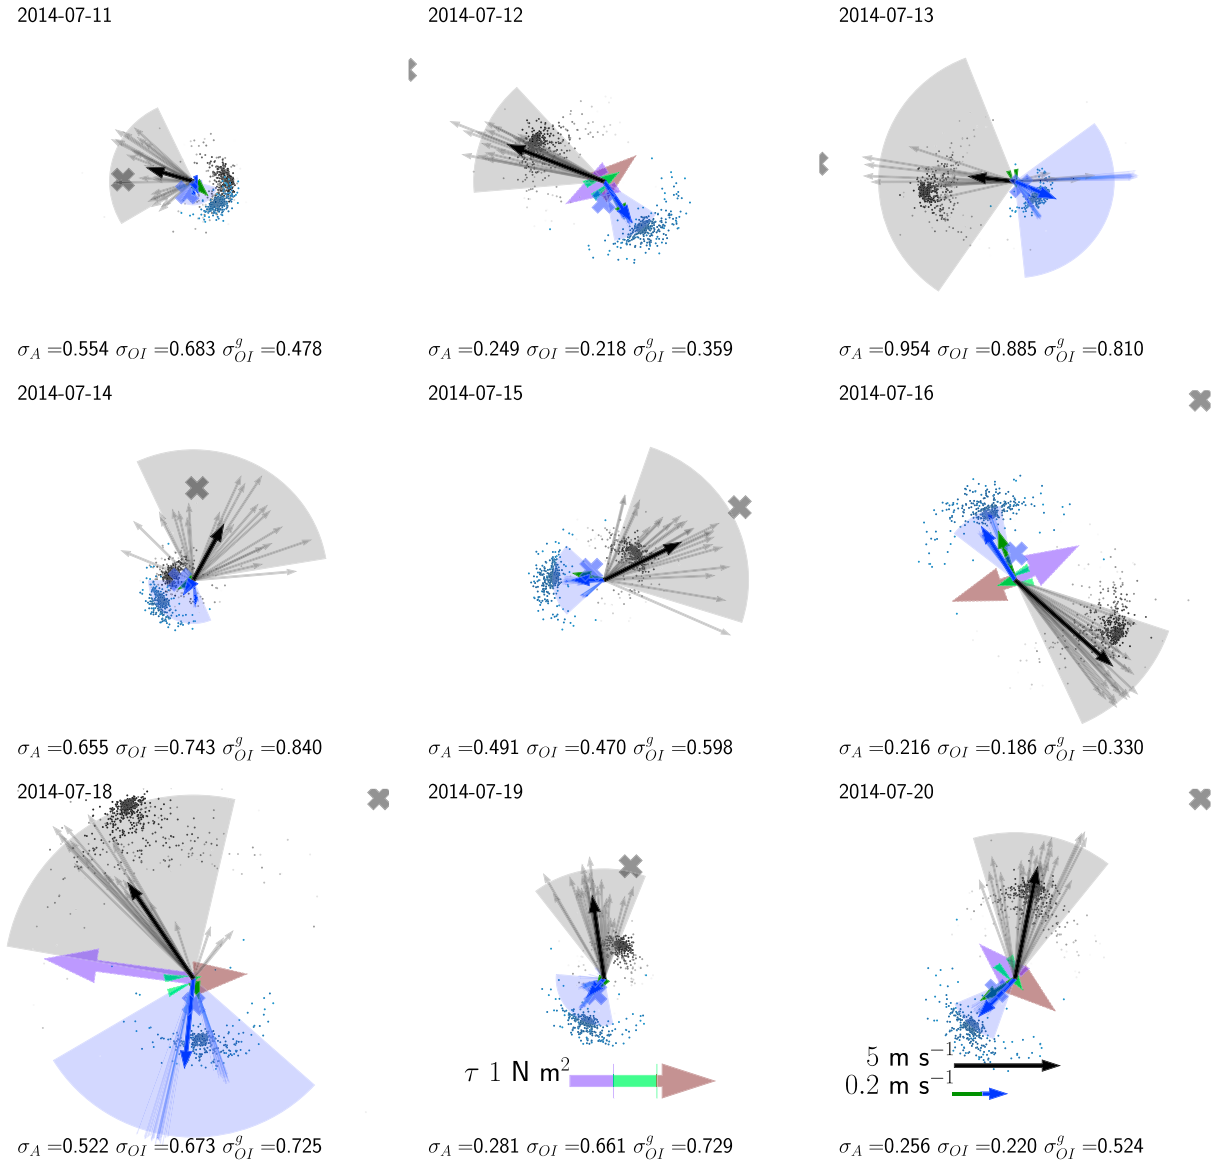 2014-07-11
2014-07-12
2014-07-13
σ_A =0.554 σ_OI =0.683 σ^g_OI =0.478
σ_A =0.249 σ_OI =0.218 σ^g_OI =0.359
σ_A =0.954 σ_OI =0.885 σ^g_OI =0.810
2014-07-14
2014-07-15
2014-07-16
σ_A =0.655 σ_OI =0.743 σ^g_OI =0.840
σ_A =0.491 σ_OI =0.470 σ^g_OI =0.598
σ_A =0.216 σ_OI =0.186 σ^g_OI =0.330
2014-07-18
2014-07-19
2014-07-20
τ 1 N m²
5 m s⁻¹
0.2 m s⁻¹
σ_A =0.522 σ_OI =0.673 σ^g_OI =0.725
σ_A =0.281 σ_OI =0.661 σ^g_OI =0.729
σ_A =0.256 σ_OI =0.220 σ^g_OI =0.524